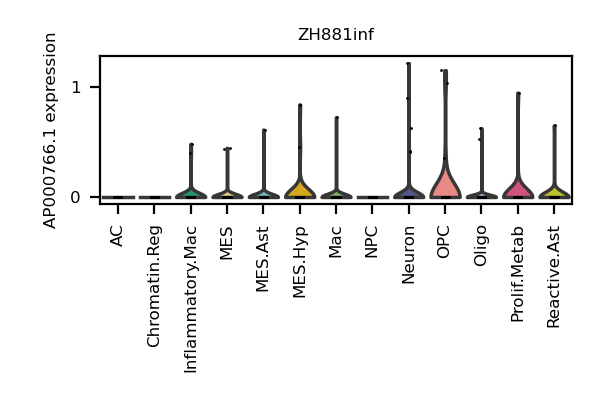 ZH881inf
AP000766.1 expression
1
0
AC
Chromatin.Reg
Inflammatory.Mac
MES
MES.Ast
MES.Hyp
Mac
NPC
Neuron
OPC
Oligo
Prolif.Metab
Reactive.Ast